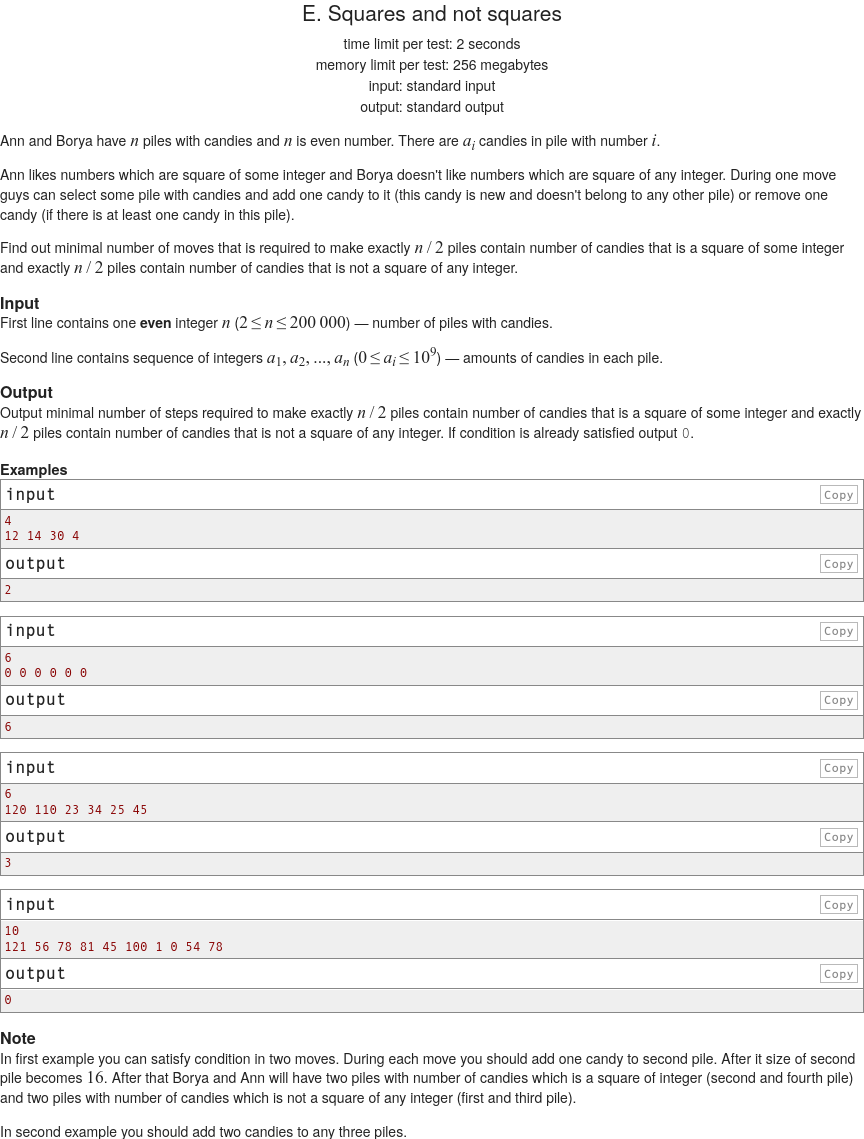 E. Squares and not squares
time limit per test: 2 seconds
memory limit per test: 256 megabytes
input: standard input
output: standard output
Ann and Borya have n piles with candies and n is even number. There are a_i candies in pile with number i.
Ann likes numbers which are square of some integer and Borya doesn't like numbers which are square of any integer. During one move
guys can select some pile with candies and add one candy to it (this candy is new and doesn't belong to any other pile) or remove one
candy (if there is at least one candy in this pile).
Find out minimal number of moves that is required to make exactly n / 2 piles contain number of candies that is a square of some integer
and exactly n / 2 piles contain number of candies that is not a square of any integer.
Input
First line contains one even integer n (2 ≤ n ≤ 200 000) — number of piles with candies.
Second line contains sequence of integers a_1, a_2, ..., a_n (0 ≤ a_i ≤ 10^9) — amounts of candies in each pile.
Output
Output minimal number of steps required to make exactly n / 2 piles contain number of candies that is a square of some integer and exactly
n / 2 piles contain number of candies that is not a square of any integer. If condition is already satisfied output 0.
Examples
input Copy
4
12 14 30 4
output Copy
2
input Copy
6
0 0 0 0 0 0
output Copy
6
input Copy
6
120 110 23 34 25 45
output Copy
3
input Copy
10
121 56 78 81 45 100 1 0 54 78
output Copy
0
Note
In first example you can satisfy condition in two moves. During each move you should add one candy to second pile. After it size of second
pile becomes 16. After that Borya and Ann will have two piles with number of candies which is a square of integer (second and fourth pile)
and two piles with number of candies which is not a square of any integer (first and third pile).
In second example you should add two candies to any three piles.